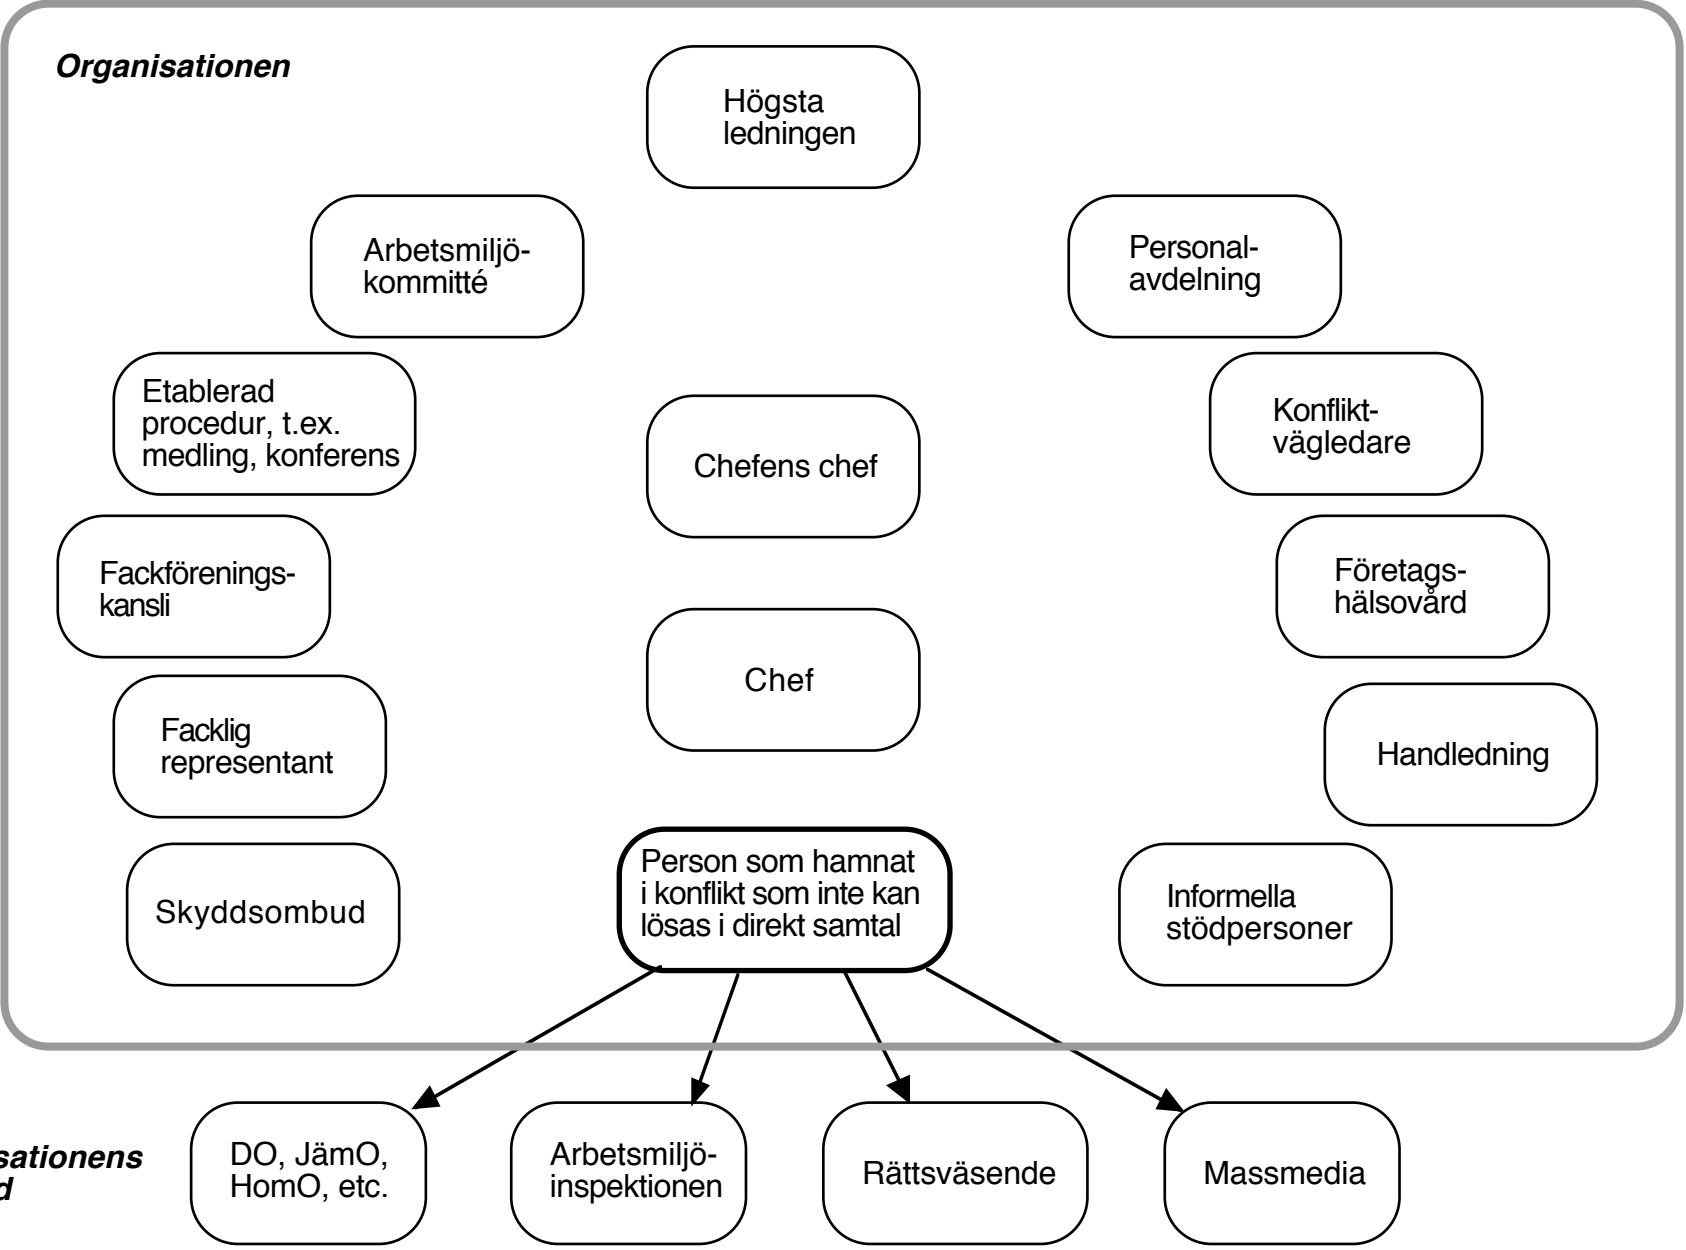 Organisationen
Högsta
ledningen
Arbetsmiljö-
kommitté
Personal-
avdelning
Etablerad
procedur, t.ex.
medling, konferens
Chefens chef
Konflikt-
vägledare
Fackförenings-
kansli
Företags-
hälsovård
Chef
Facklig
representant
Handledning
Person som hamnat
i konflikt som inte kan
lösas i direkt samtal
Skyddsombud
Informella
stödpersoner
sationens
d
DO, JämO,
HomO, etc.
Arbetsmiljö-
inspektionen
Rättsväsende
Massmedia